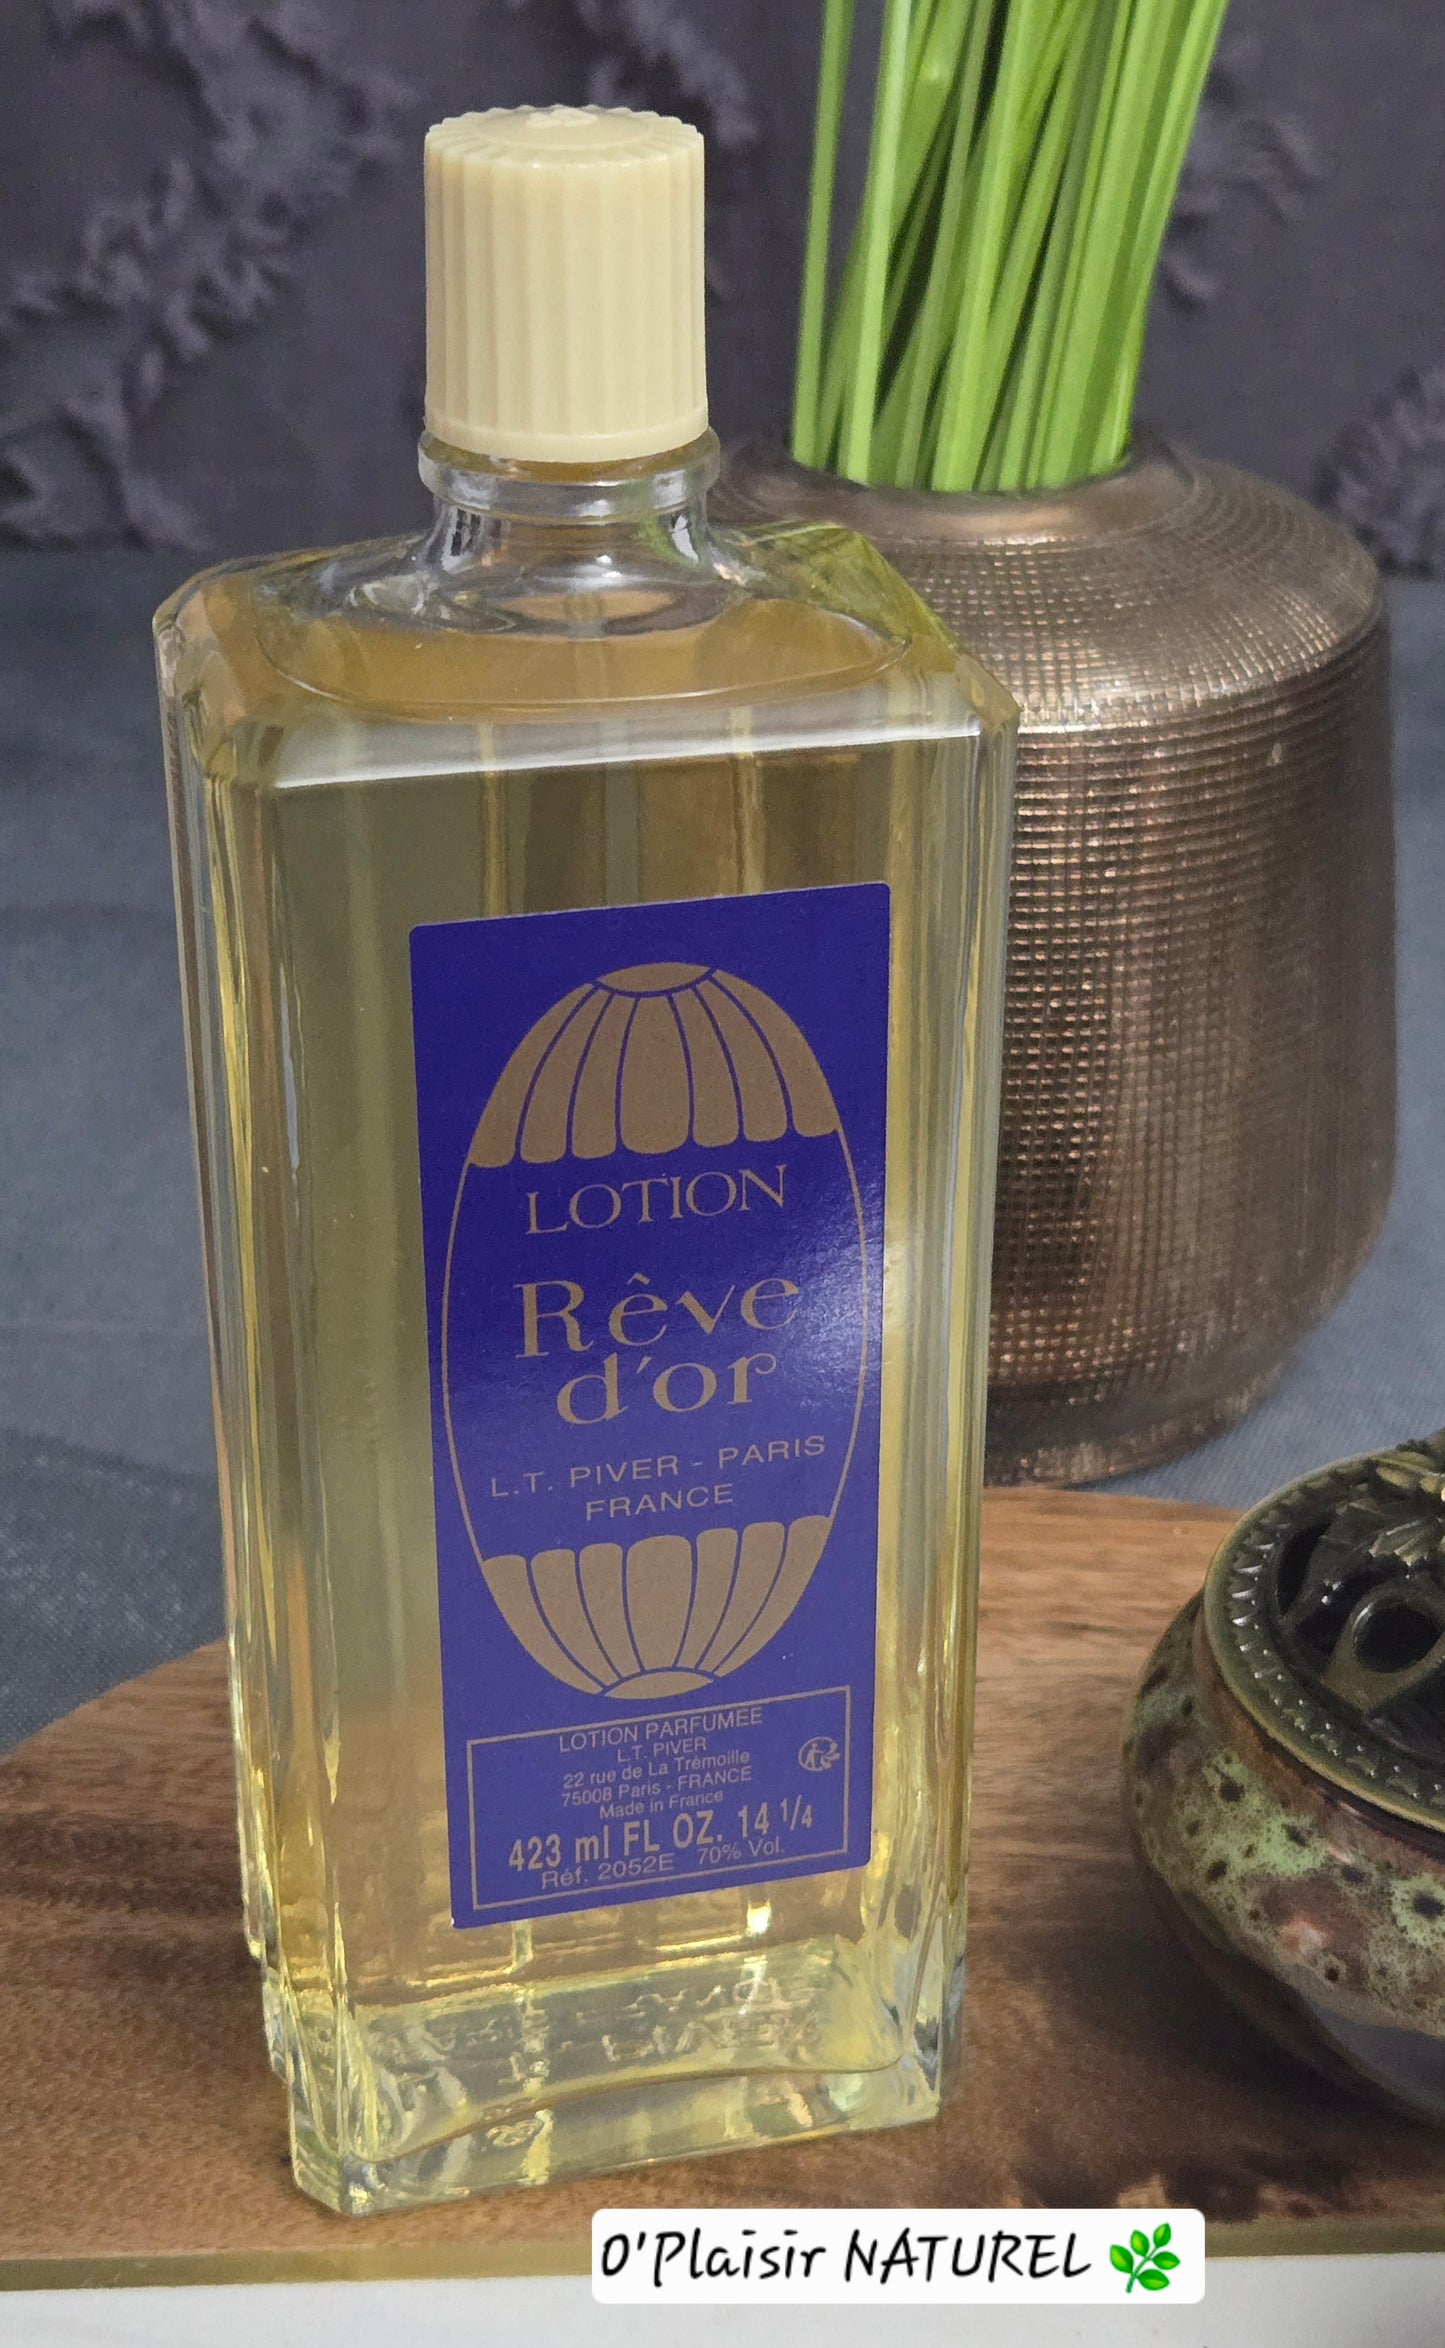 LOTION
Rêve
d'or
L.T. PIVER - PARIS
FRANCE
LOTION PARFUMEE
L.T. PIVER
22 rue de La Trémoille
75008 Paris - FRANCE
Made in France
423 ml FL OZ. 14 1/4
Réf. 2052E 70% Vol.
O'Plaisir NATUREL